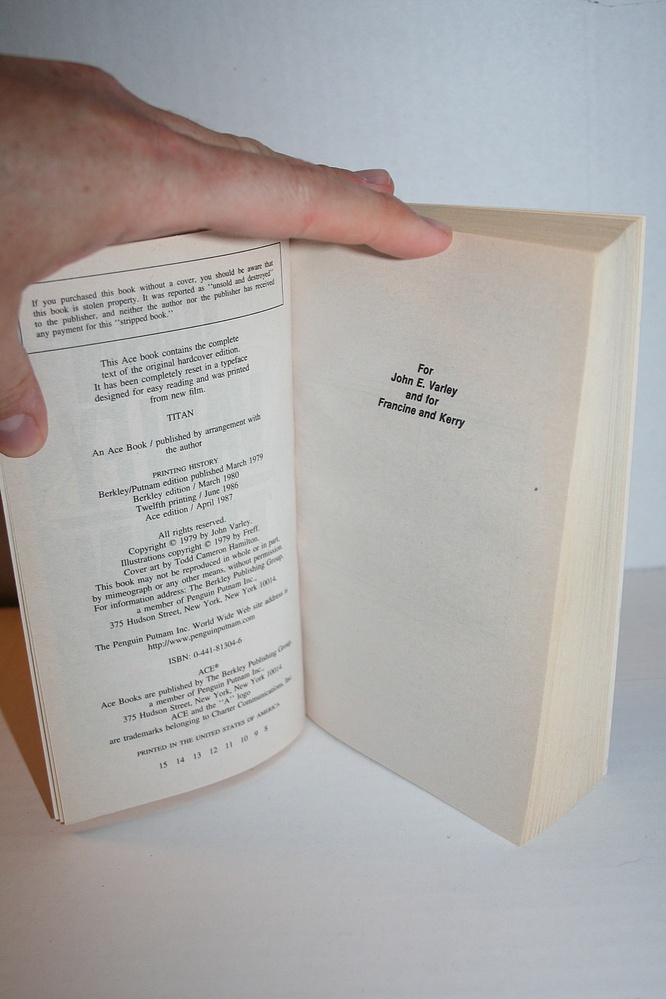 If you purchased this book without a cover, you should be aware that
this book is stolen property. It was reported as "unsold and destroyed"
to the publisher, and neither the author nor the publisher has received
any payment for this "stripped book."
This Ace book contains the complete
text of the original hardcover edition.
It has been completely reset in a typeface
designed for easy reading and was printed
from new film.
TITAN
An Ace Book / published by arrangement with
the author
PRINTING HISTORY
Berkley/Putnam edition published March 1979
Berkley edition / March 1980
Twelfth printing / June 1986
Ace edition / April 1987
All rights reserved.
Copyright © 1979 by John Varley.
Illustrations copyright © 1979 by Freff.
Cover art by Todd Cameron Hamilton.
This book may not be reproduced in whole or in part,
by mimeograph or any other means, without permission.
For information address: The Berkley Publishing Group,
a member of Penguin Putnam Inc.,
375 Hudson Street, New York, New York 10014.
The Penguin Putnam Inc. World Wide Web site address is
http://www.penguinputnam.com
ISBN: 0-441-81304-6
ACE®
Ace Books are published by The Berkley Publishing Group,
a member of Penguin Putnam Inc.,
375 Hudson Street, New York, New York 10014.
ACE and the "A" logo
are trademarks belonging to Charter Communications, Inc.
PRINTED IN THE UNITED STATES OF AMERICA
15 14 13 12 11 10 9 8
For
John E. Varley
and for
Francine and Kerry